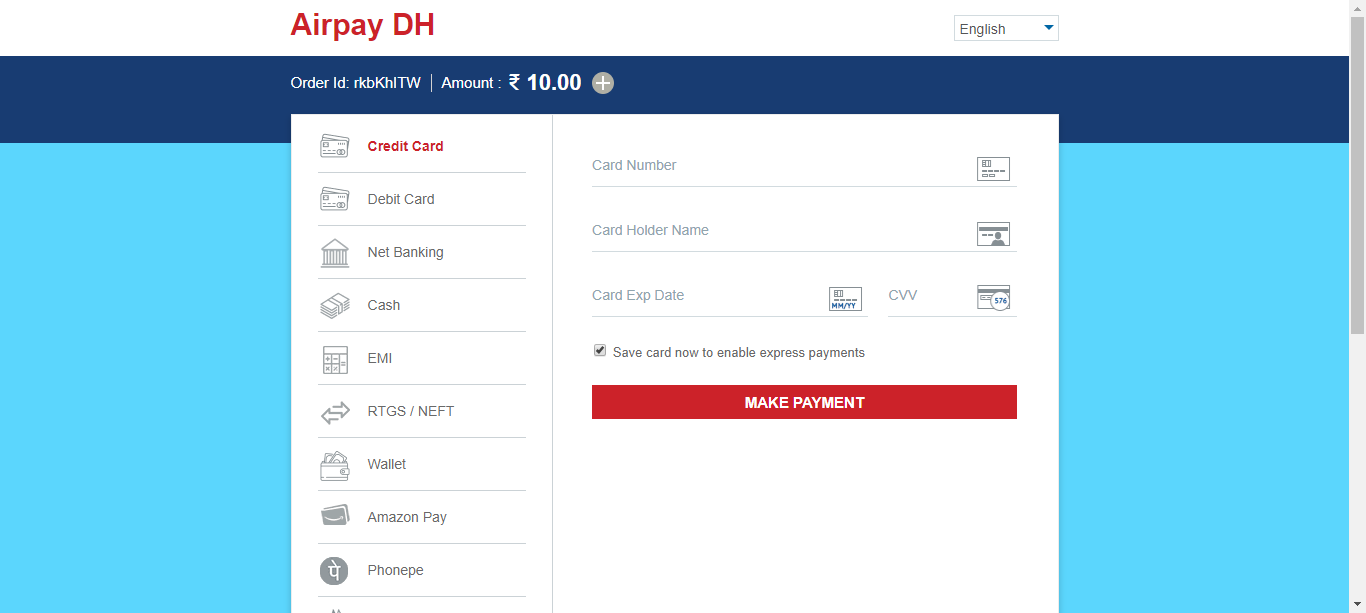 Airpay DH
English
Order Id: rkbKhITW | Amount : ₹ 10.00
Credit Card
Debit Card
Net Banking
Cash
EMI
RTGS / NEFT
Wallet
Amazon Pay
पे
Phonepe
Card Number
Card Holder Name
Card Exp Date
MM/YY
CVV
576
Save card now to enable express payments
MAKE PAYMENT